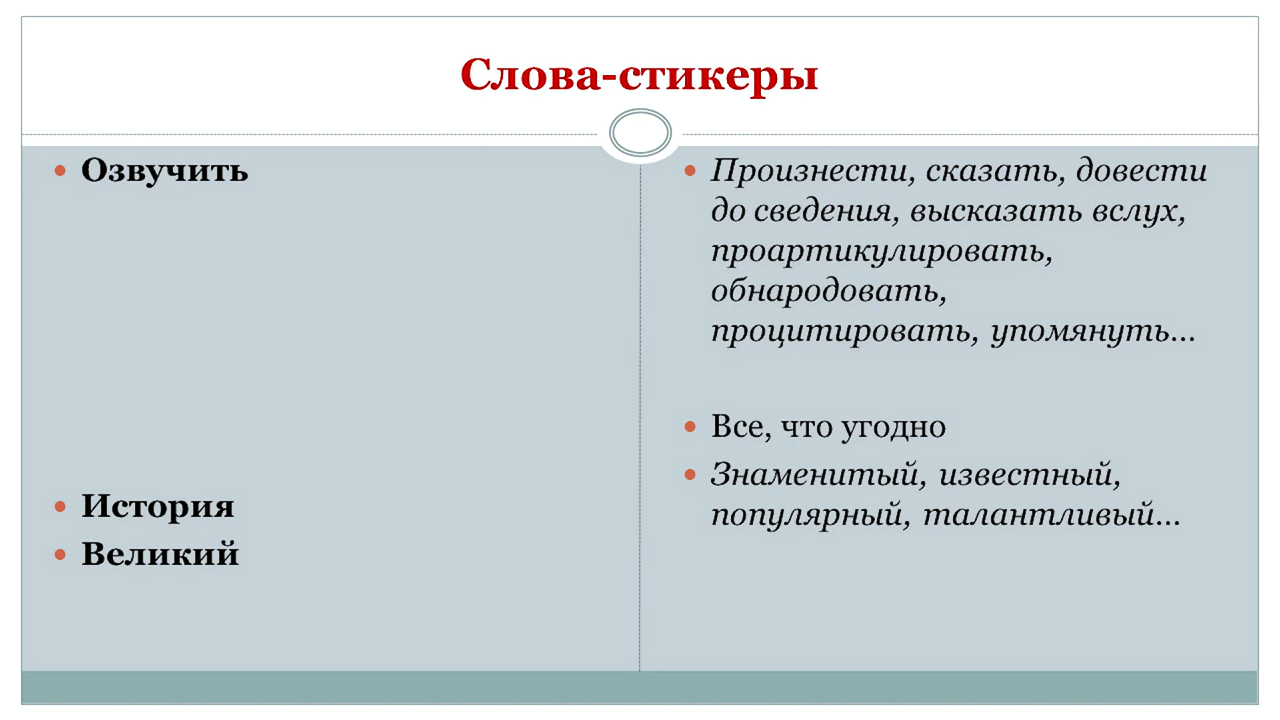 Слова-стикеры
Озвучить
История
Великий
Произнести, сказать, довести
до сведения, высказать вслух,
проартикулировать,
обнародовать,
процитировать, упомянуть...
Все, что угодно
Знаменитый, известный,
популярный, талантливый...